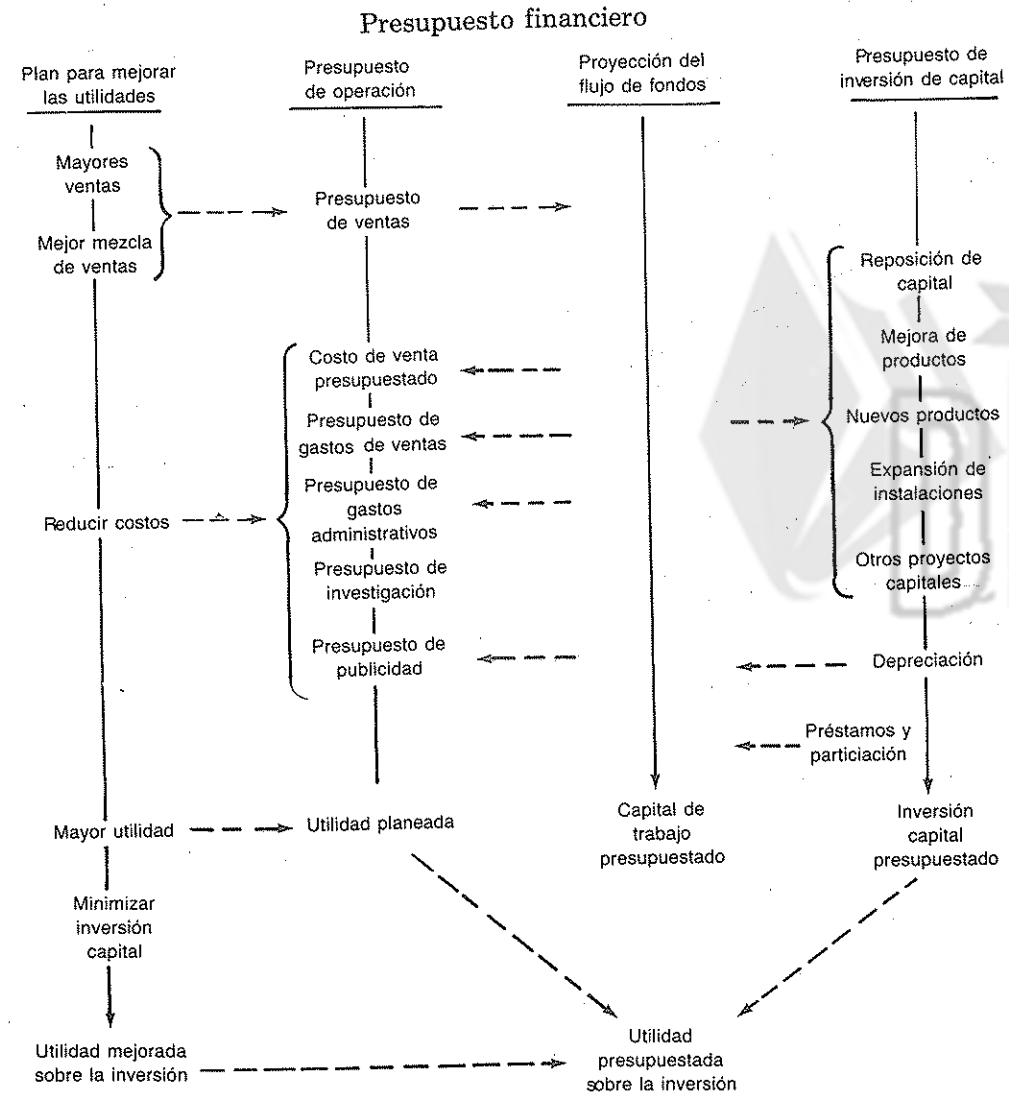 Presupuesto financiero
Plan para mejorar
las utilidades
Presupuesto
de operación
Proyección del
flujo de fondos
Presupuesto de
inversión de capital
Mayores
ventas
Mejor mezcla
de ventas
Presupuesto
de ventas
Reposición de
capital
Mejora de
productos
Nuevos productos
Expansión de
instalaciones
Otros proyectos
capitales
Costo de venta
presupuestado
Presupuesto de
gastos de ventas
Presupuesto de
gastos
administrativos
Presupuesto de
investigación
Presupuesto de
publicidad
Reducir costos
Depreciación
Préstamos y
particiación
Mayor utilidad
Utilidad planeada
Capital de
trabajo
presupuestado
Inversión
capital
presupuestado
Minimizar
inversión
capital
Utilidad mejorada
sobre la inversión
Utilidad
presupuestada
sobre la inversión